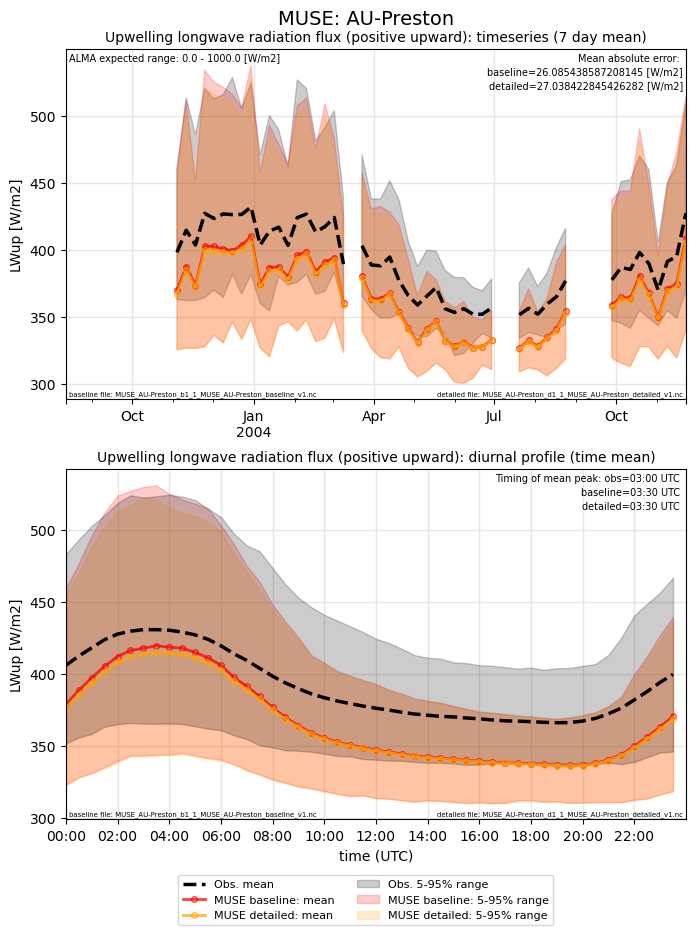 MUSE: AU-Preston
Upwelling longwave radiation flux (positive upward): timeseries (7 day mean)
ALMA expected range: 0.0 - 1000.0 [W/m2]
Mean absolute error:
baseline=26.085438587208145 [W/m2]
detailed=27.038422845426282 [W/m2]
500
450
400
350
300
LWup [W/m2]
baseline file: MUSE_AU-Preston_b1_1_MUSE_AU-Preston_baseline_v1.nc
detailed file: MUSE_AU-Preston_d1_1_MUSE_AU-Preston_detailed_v1.nc
Oct Jan Apr Jul Oct
2004
Upwelling longwave radiation flux (positive upward): diurnal profile (time mean)
Timing of mean peak: obs=03:00 UTC
baseline=03:30 UTC
detailed=03:30 UTC
500
450
400
350
300
LWup [W/m2]
baseline file: MUSE_AU-Preston_b1_1_MUSE_AU-Preston_baseline_v1.nc
detailed file: MUSE_AU-Preston_d1_1_MUSE_AU-Preston_detailed_v1.nc
00:00 02:00 04:00 06:00 08:00 10:00 12:00 14:00 16:00 18:00 20:00 22:00
time (UTC)
Obs. mean
MUSE baseline: mean
MUSE detailed: mean
Obs. 5-95% range
MUSE baseline: 5-95% range
MUSE detailed: 5-95% range